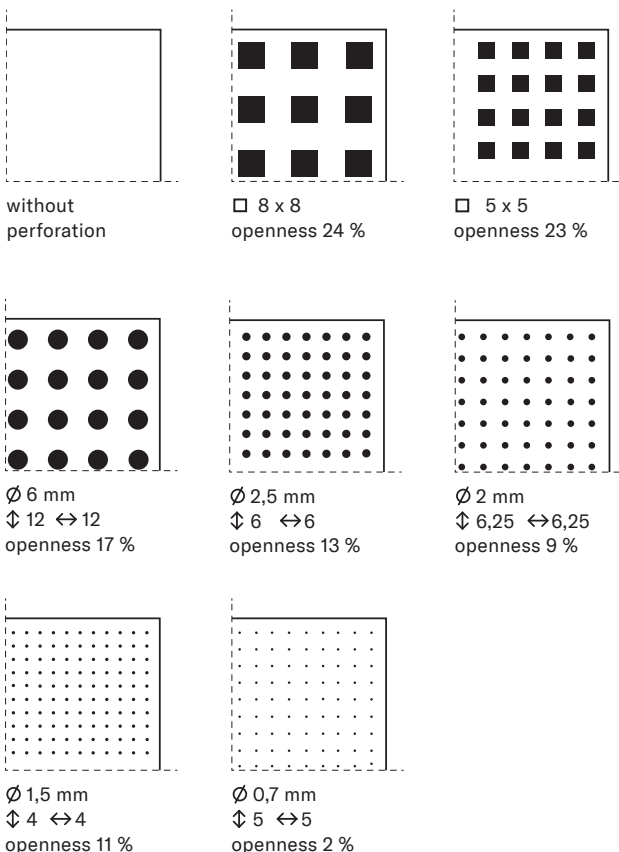 without
perforation
□ 8 x 8
openness 24 %
□ 5 x 5
openness 23 %
Ø 6 mm
↕ 12 ↔ 12
openness 17 %
Ø 2,5 mm
↕ 6 ↔ 6
openness 13 %
Ø 2 mm
↕ 6,25 ↔ 6,25
openness 9 %
Ø 1,5 mm
↕ 4 ↔ 4
openness 11 %
Ø 0,7 mm
↕ 5 ↔ 5
openness 2 %